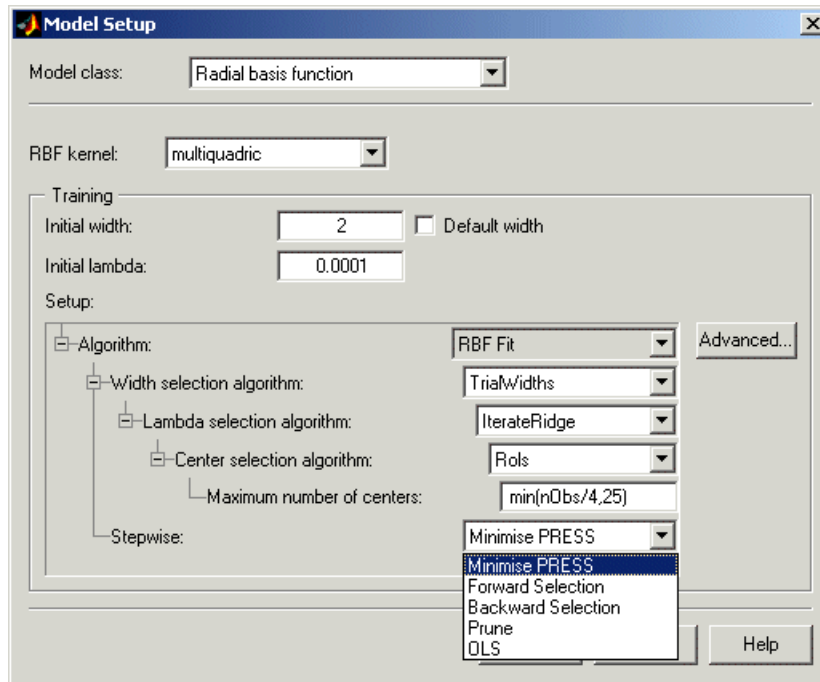 Model Setup
Model class: Radial basis function
RBF kernel: multiquadric
Training
Initial width: 2 Default width
Initial lambda: 0.0001
Setup:
Algorithm: RBF Fit Advanced...
Width selection algorithm: TrialWidths
Lambda selection algorithm: IterateRidge
Center selection algorithm: Rols
Maximum number of centers: min(nObs/4,25)
Stepwise: Minimise PRESS
Minimise PRESS
Forward Selection
Backward Selection
Prune
OLS
Help